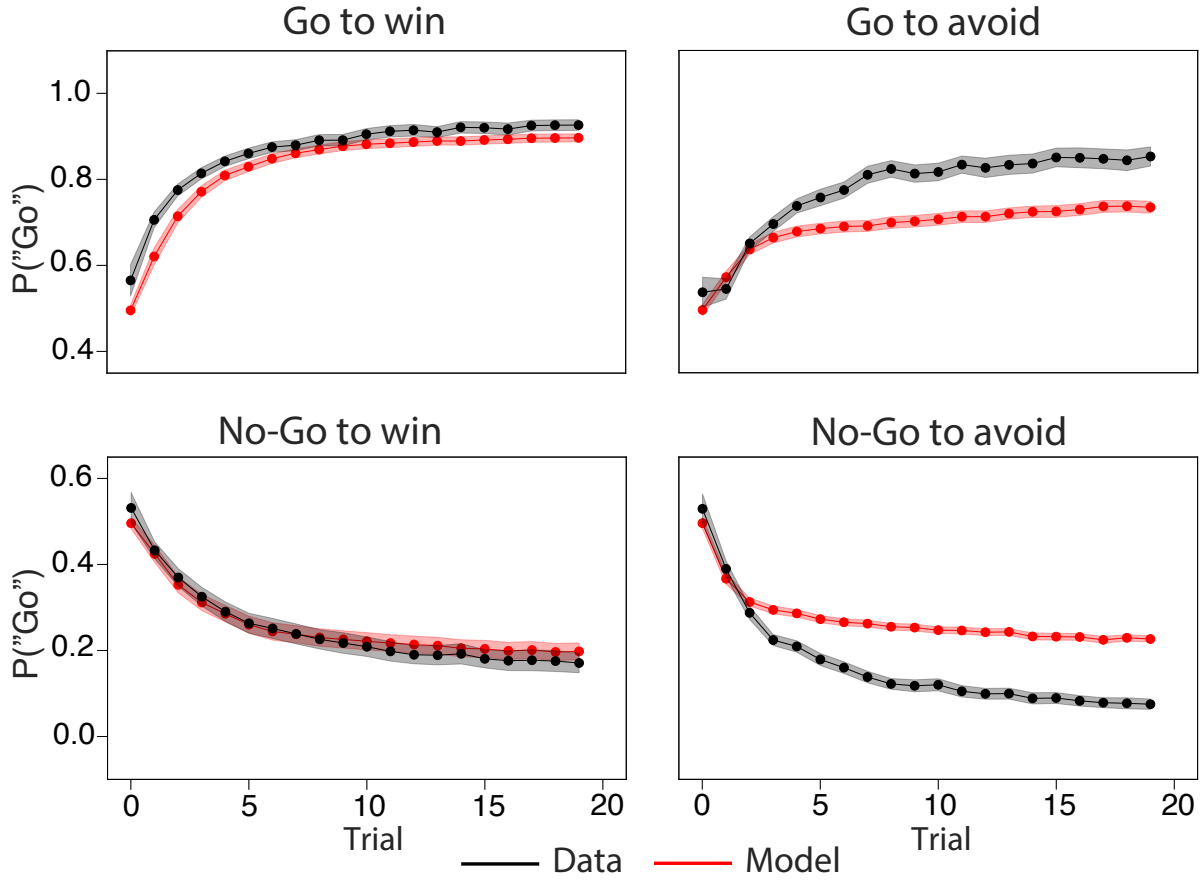 Go to win
Go to avoid
P(”Go”)
1.0
0.8
0.6
0.4
No-Go to win
No-Go to avoid
P(”Go”)
0.6
0.4
0.2
0.0
0 5 10 15 20
0 5 10 15 20
Trial
Trial
Data
Model